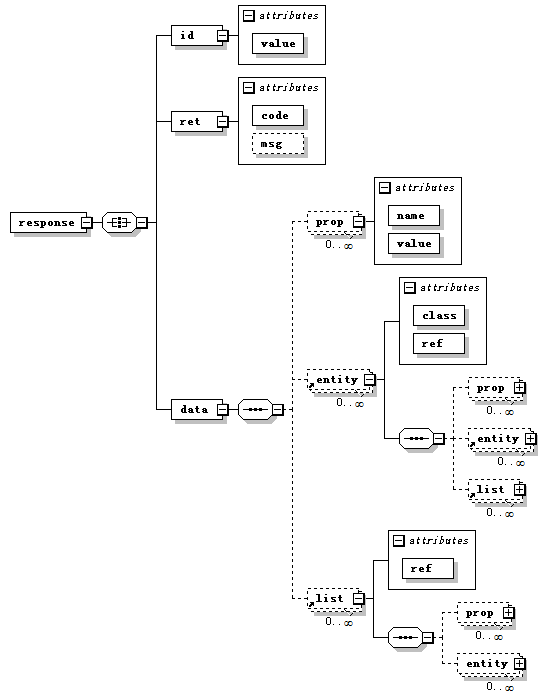 attributes
id
value
attributes
code
ret
msg
attributes
name
prop
value
0..∞
response
attributes
class
ref
entity
0..∞
prop
0..∞
data
entity
0..∞
list
0..∞
attributes
ref
list
0..∞
prop
0..∞
entity
0..∞